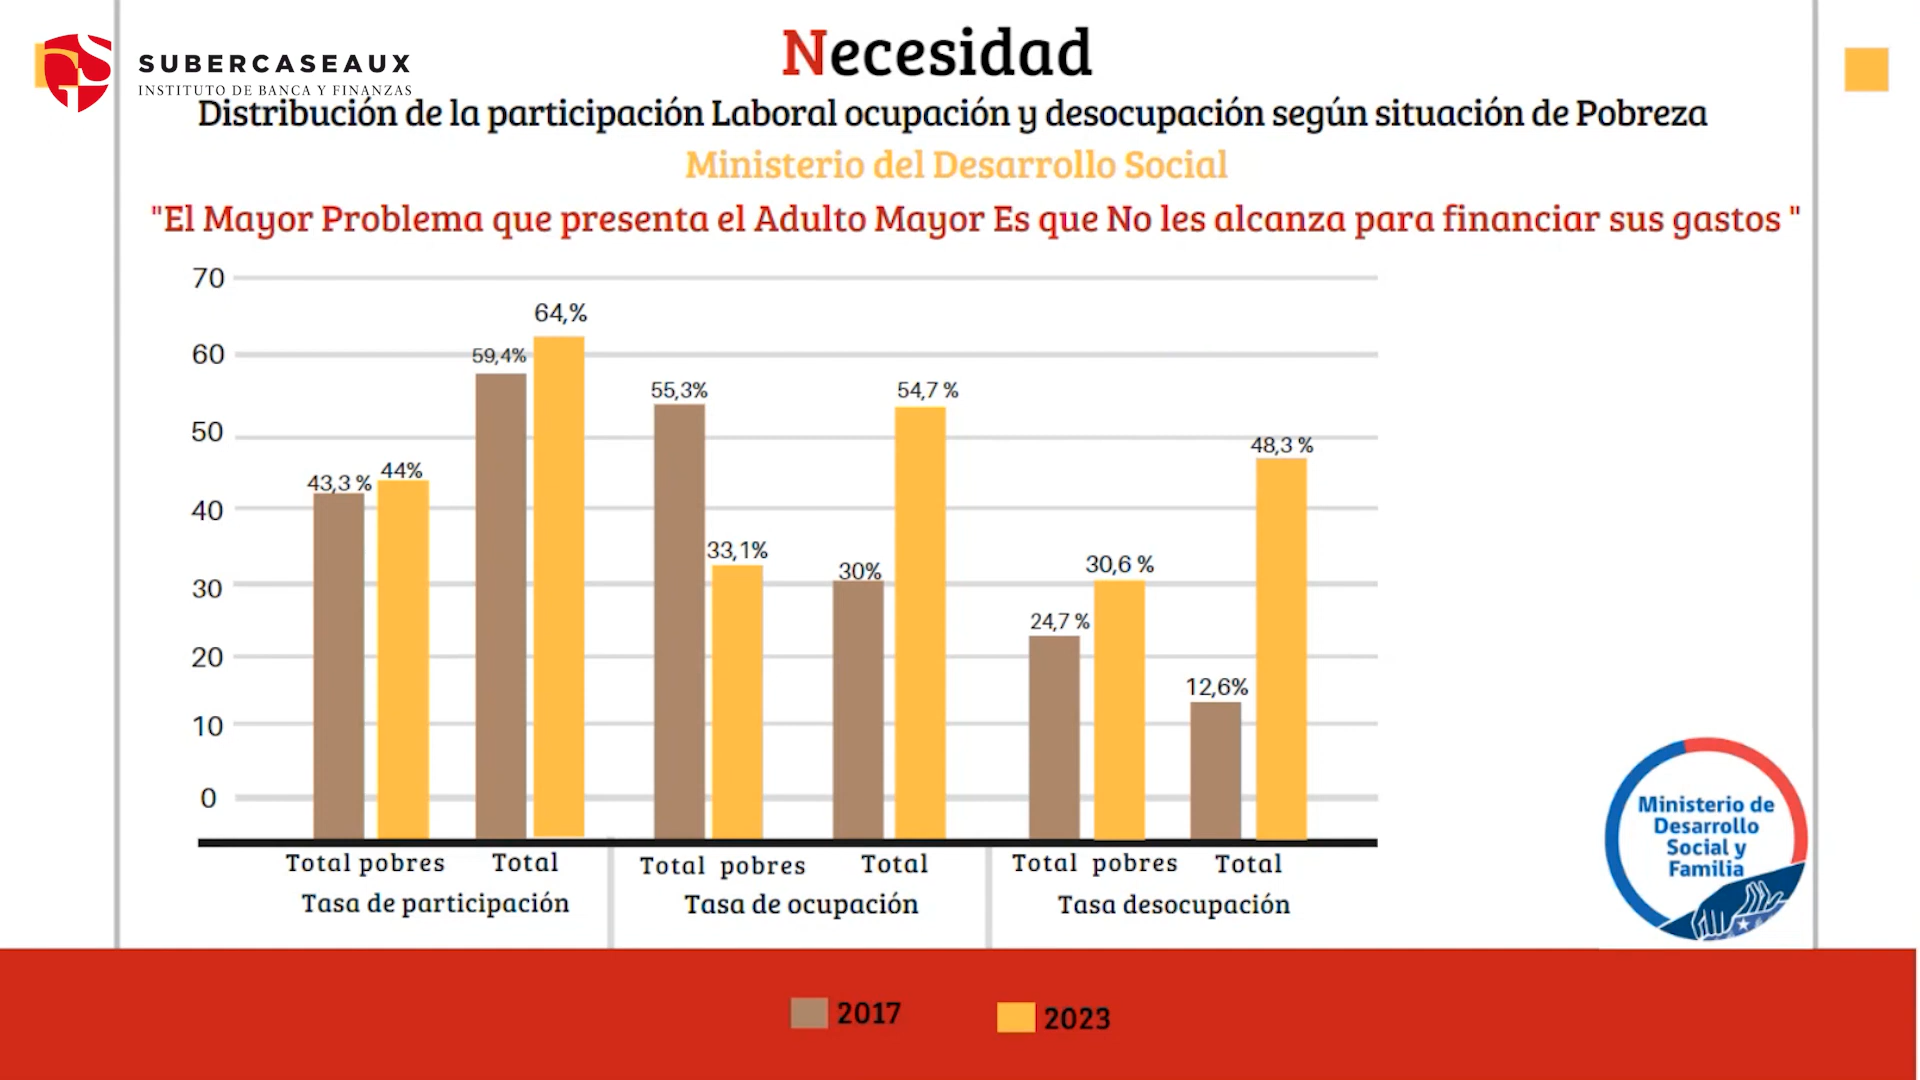 SUBERCASEAUX
INSTITUTO DE BANCA Y FINANZAS
Necesidad
Distribución de la participación Laboral ocupación y desocupación según situación de Pobreza
Ministerio del Desarrollo Social
"El Mayor Problema que presenta el Adulto Mayor Es que No les alcanza para financiar sus gastos "
70
60
50
40
30
20
10
0
43,3 %
44%
59,4%
64,%
55,3%
33,1%
30%
54,7 %
24,7 %
30,6 %
12,6%
48,3 %
Total pobres
Total
Total pobres
Total
Total pobres
Total
Tasa de participación
Tasa de ocupación
Tasa desocupación
Ministerio de
Desarrollo
Social y
Familia
2017
2023